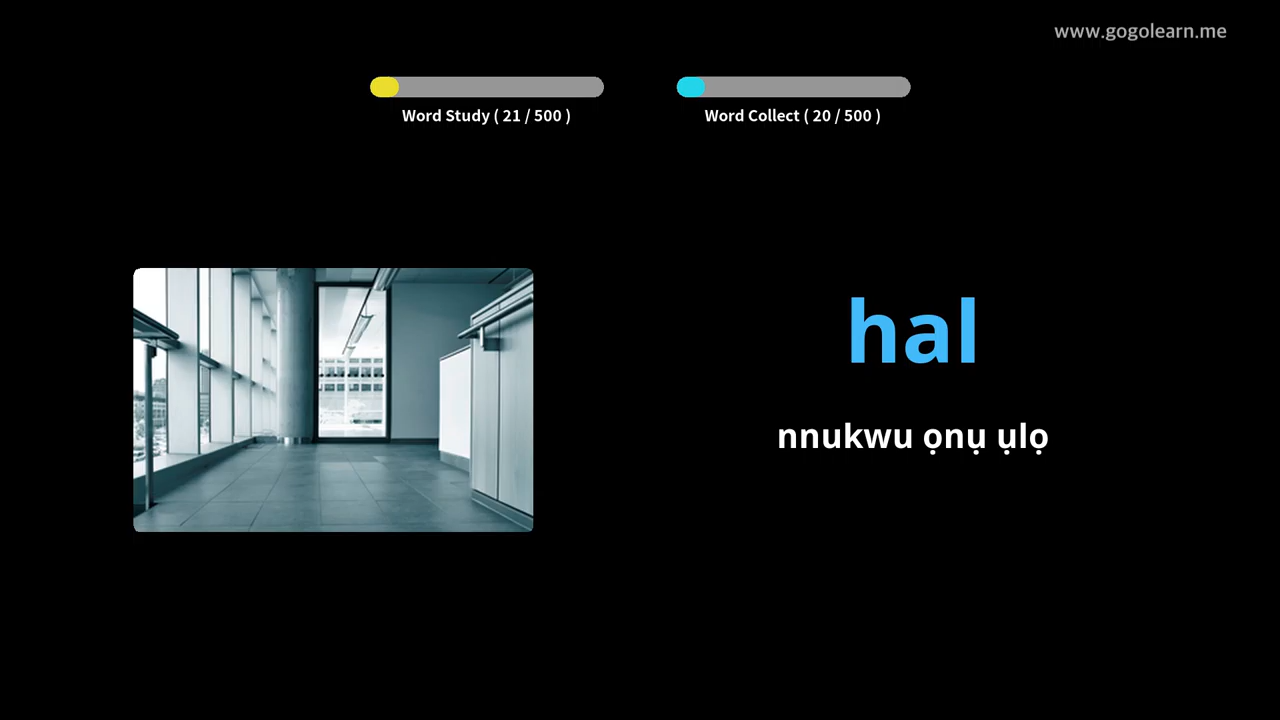 www.gogolearn.me
Word Study ( 21 / 500 )
Word Collect ( 20 / 500 )
hal
nnukwu ọnụ ụlọ